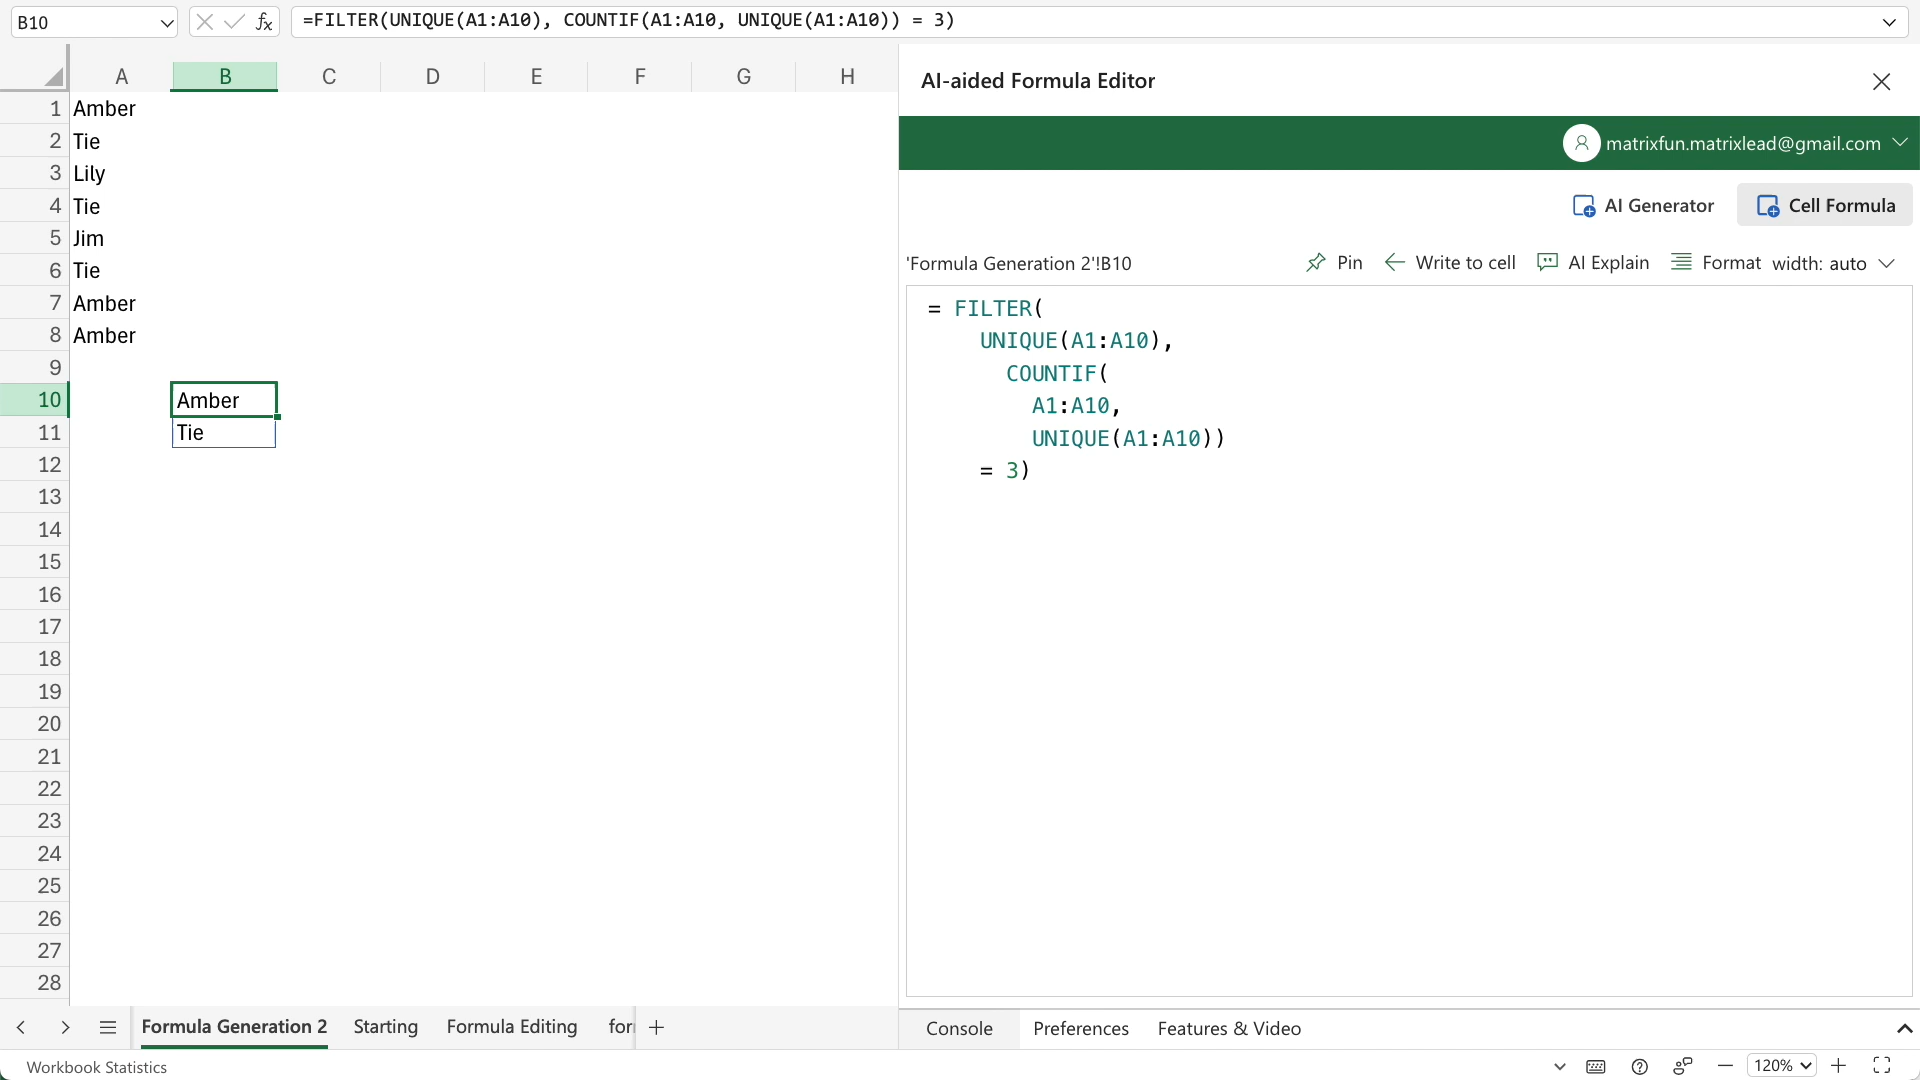 B10
fx
=FILTER(UNIQUE(A1:A10), COUNTIF(A1:A10, UNIQUE(A1:A10)) = 3)
A B C D E F G H
1 Amber
2 Tie
3 Lily
4 Tie
5 Jim
6 Tie
7 Amber
8 Amber
9
10 Amber
11 Tie
12
13
14
15
16
17
18
19
20
21
22
23
24
25
26
27
28
AI-aided Formula Editor
matrixfun.matrixlead@gmail.com
AI Generator Cell Formula
'Formula Generation 2'!B10 Pin Write to cell AI Explain Format width: auto
= FILTER(
UNIQUE(A1:A10),
COUNTIF(
A1:A10,
UNIQUE(A1:A10))
= 3)
Formula Generation 2 Starting Formula Editing for
Console Preferences Features & Video
Workbook Statistics
120%